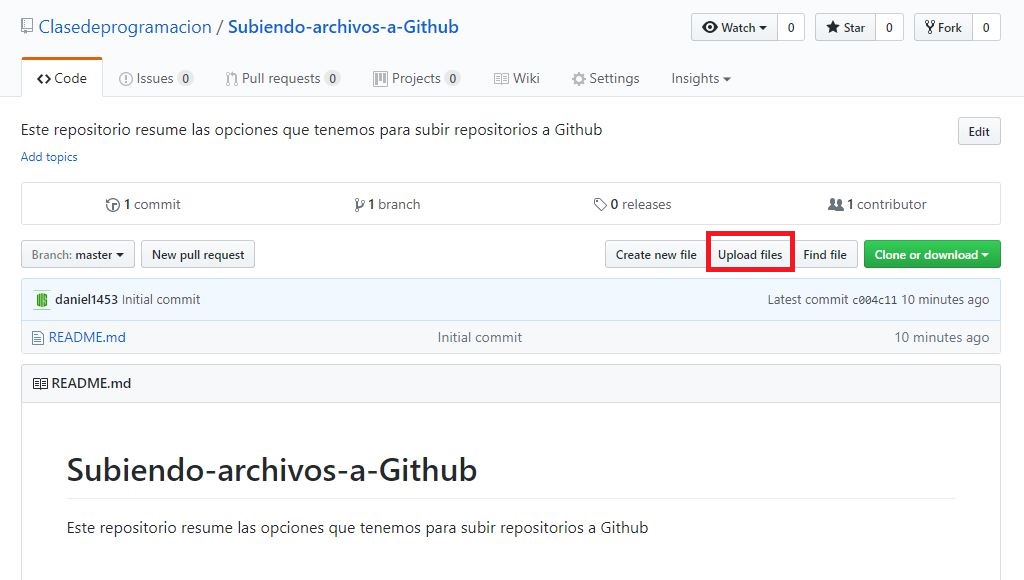 Clasedeprogramacion / Subiendo-archivos-a-Github
Watch 0 Star 0 Fork 0
Code Issues 0 Pull requests 0 Projects 0 Wiki Settings Insights
Este repositorio resume las opciones que tenemos para subir repositorios a Github
Edit
Add topics
1 commit 1 branch 0 releases 1 contributor
Branch: master New pull request Create new file Upload files Find file Clone or download
daniel1453 Initial commit Latest commit c004c11 10 minutes ago
README.md Initial commit 10 minutes ago
README.md
Subiendo-archivos-a-Github
Este repositorio resume las opciones que tenemos para subir repositorios a Github